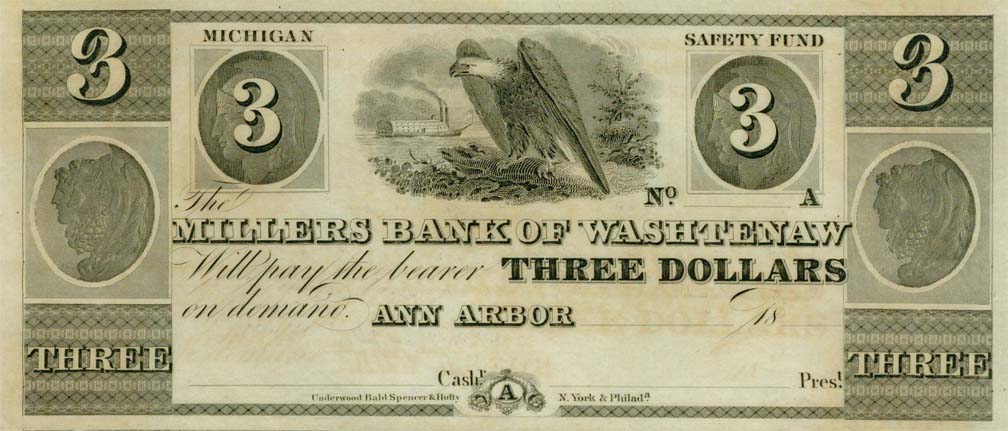 3 MICHIGAN SAFETY FUND 3
3 3
No A
The
MILLERS BANK OF WASHTENAW
Will pay the bearer THREE DOLLARS
on demand. ANN ARBOR 18
THREE THREE
Cashr. A Prest.
Underwood Bald Spencer & Hufty N. York & Philada.